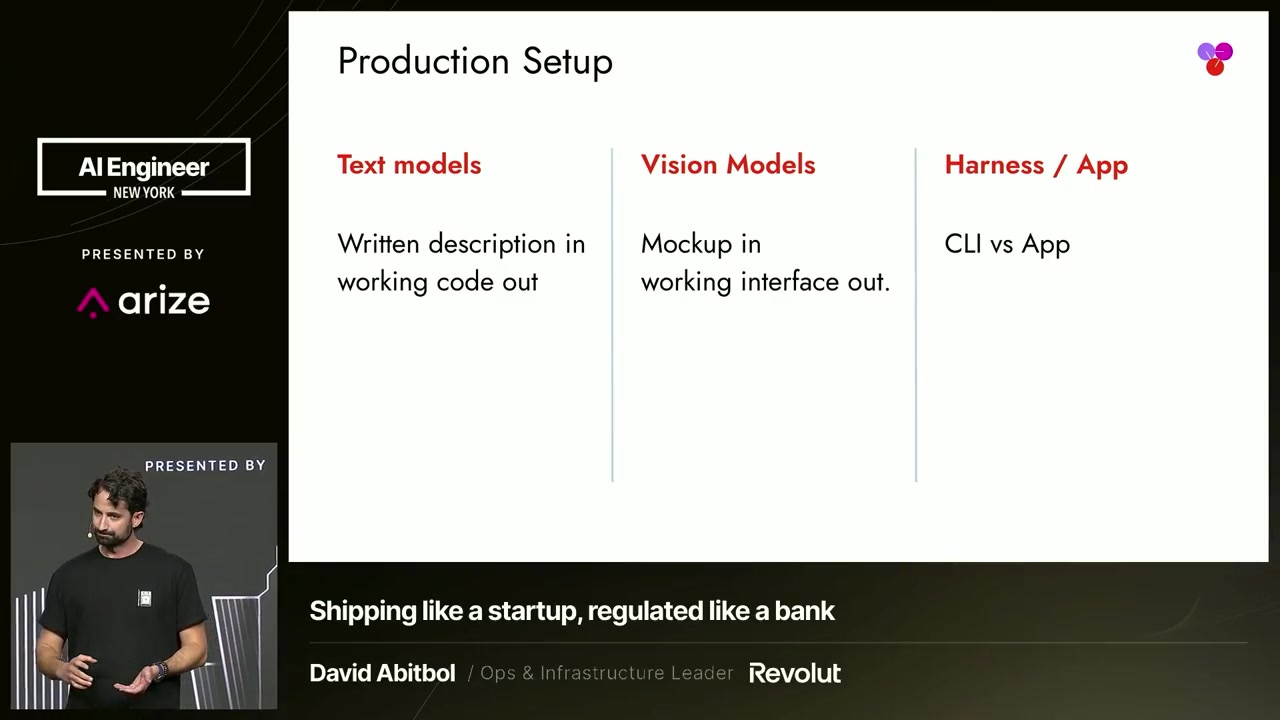 AI Engineer
NEW YORK
PRESENTED BY
arize
Production Setup
Text models
Written description in
working code out
Vision Models
Mockup in
working interface out.
Harness / App
CLI vs App
PRESENTED BY
Shipping like a startup, regulated like a bank
David Abitbol / Ops & Infrastructure Leader Revolut